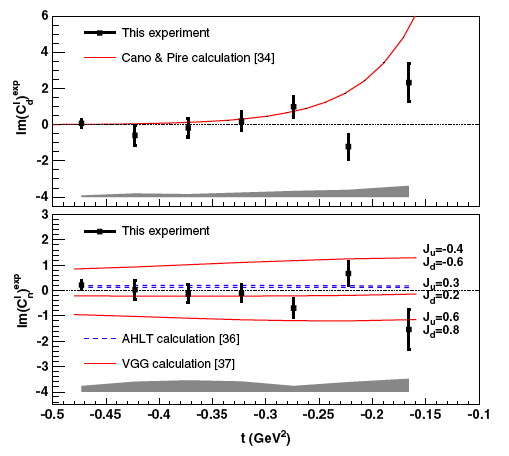 6
4
2
0
-2
-4
Im(C_d^I)^exp
This experiment
Cano & Pire calculation [34]
3
2
1
0
-1
-2
-3
-4
Im(C_n^I)^exp
This experiment
J_u=-0.4
J_d=-0.6
J_u=0.3
J_d=0.2
J_u=0.6
J_d=0.8
AHLT calculation [36]
VGG calculation [37]
-0.5 -0.45 -0.4 -0.35 -0.3 -0.25 -0.2 -0.15 -0.1
t (GeV²)